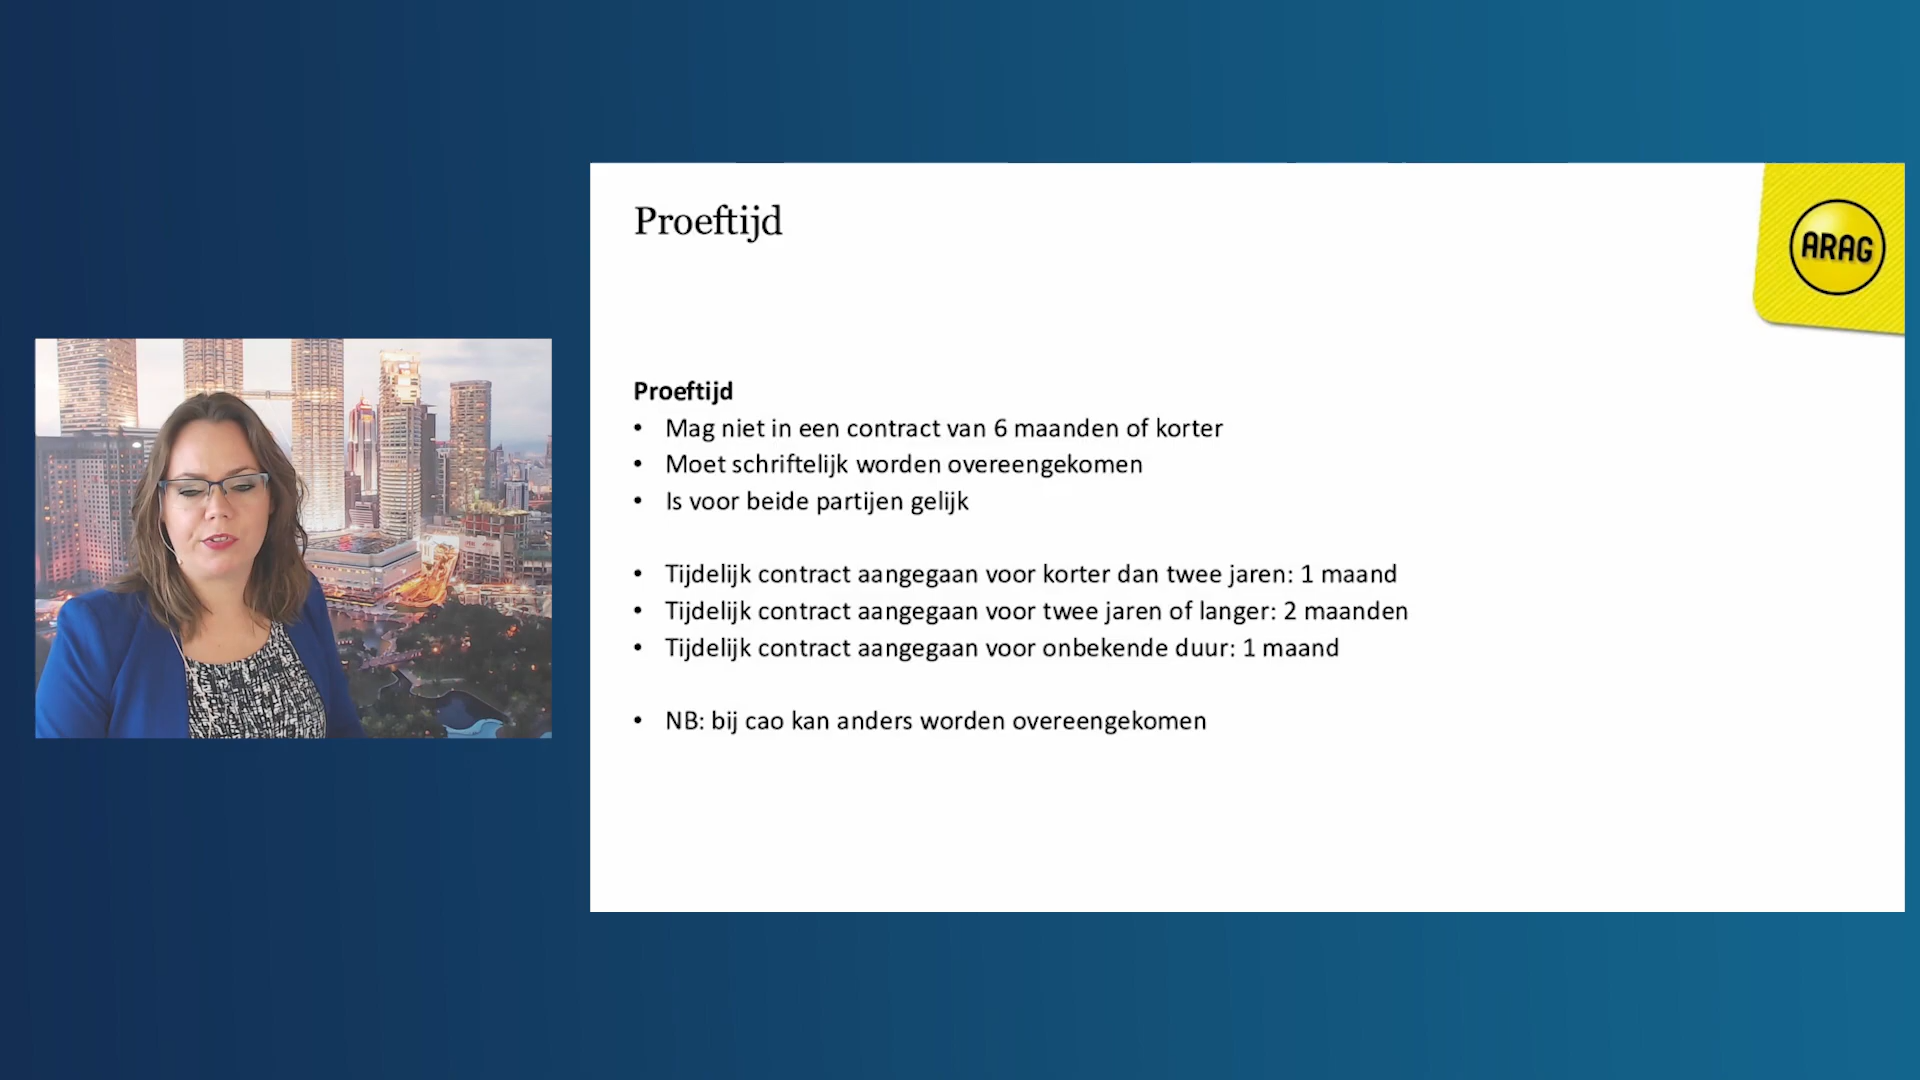 Proeftijd
ARAG
Proeftijd
• Mag niet in een contract van 6 maanden of korter
• Moet schriftelijk worden overeengekomen
• Is voor beide partijen gelijk
• Tijdelijk contract aangegaan voor korter dan twee jaren: 1 maand
• Tijdelijk contract aangegaan voor twee jaren of langer: 2 maanden
• Tijdelijk contract aangegaan voor onbekende duur: 1 maand
• NB: bij cao kan anders worden overeengekomen